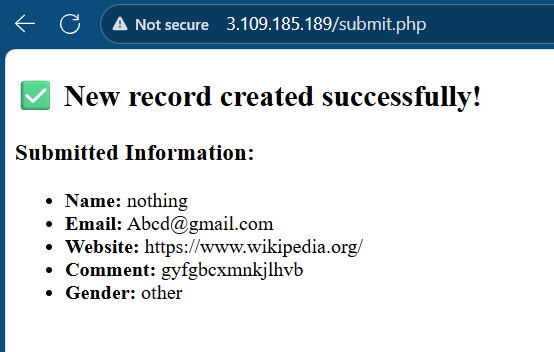 Not secure 3.109.185.189/submit.php
✅ New record created successfully!
Submitted Information:
• Name: nothing
• Email: Abcd@gmail.com
• Website: https://www.wikipedia.org/
• Comment: gyfgbcxmnkjlhvb
• Gender: other